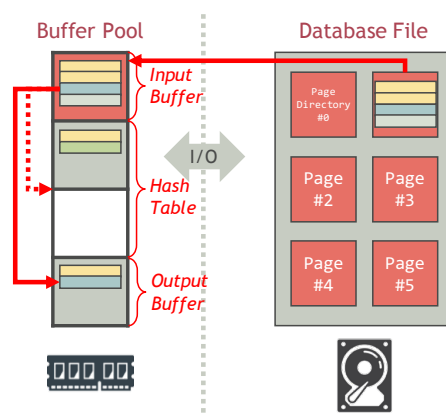 Buffer Pool
Database File
Input
Buffer
Page
Directory
#0
I/O
Hash
Table
Page
#2
Page
#3
Output
Buffer
Page
#4
Page
#5